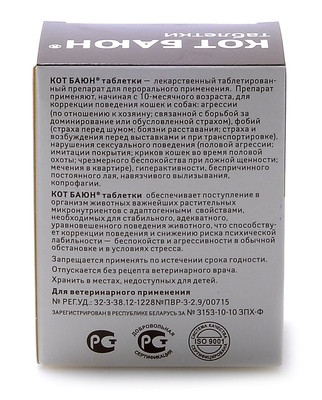 КОТ БАЮН®
таблетки
КОТ БАЮН® таблетки — лекарственный таблетированный препарат для перорального применения. Препарат
применяют, начиная с 10-месячного возраста, для
коррекции поведения кошек и собак: агрессии
(по отношению к хозяину; связанной с борьбой за
доминирование или обусловленной страхом), фобий
(страха перед шумом; боязни расставания; страха и
возбуждения перед выставками и при транспортировке),
нарушения сексуального поведения (половой агрессии;
имитации покрытия; криков кошек во время половой
охоты; чрезмерного беспокойства при ложной щенности;
мечения в квартире), гиперактивности, беспричинного
постоянного лая, навязчивого вылизывания,
копрофагии.
КОТ БАЮН® таблетки обеспечивает поступление в
организм животных важнейших растительных
микронутриентов с адаптогенными свойствами,
необходимых для стабильного, адекватного,
уравновешенного поведения животного, что способству-
ет коррекции поведения и снижению риска психической
лабильности — беспокойств и агрессивности в обычной
обстановке и в условиях стресса.
Запрещается применять по истечении срока годности.
Отпускается без рецепта ветеринарного врача.
Хранить в местах, недоступных для детей.
Для ветеринарного применения
№ РЕГ.УД.: 32-3-38.12-1228№ПВР-3-2.9/00715
ЗАРЕГИСТРИРОВАНО В РЕСПУБЛИКЕ БЕЛАРУСЬ ЗА № 3153-10-10 ЗПХ-Ф
РСТ
ДОБРОВОЛЬНАЯ
РСТ
СЕРТИФИКАЦИЯ
СИСТЕМА КАЧЕСТВА
ISO 9001
СЕРТИФИЦИРОВАНА